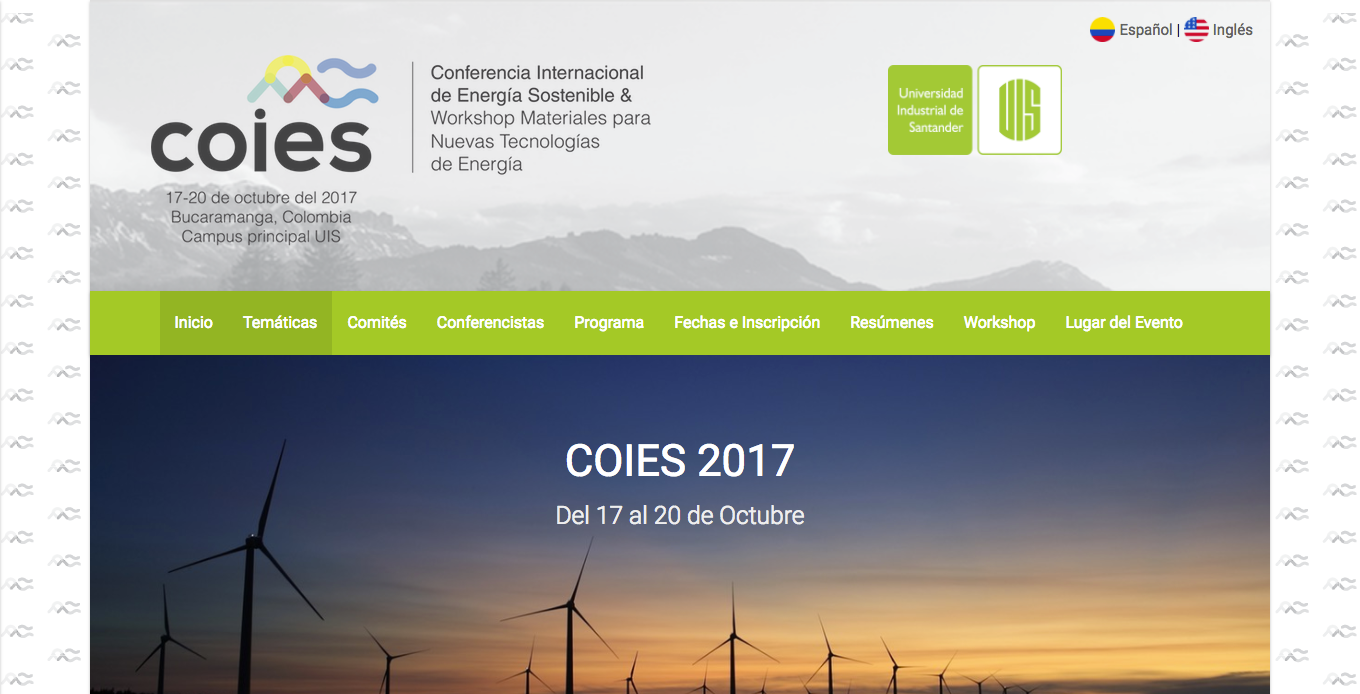 Español | Inglés
coies
Conferencia Internacional
de Energía Sostenible &
Workshop Materiales para
Nuevas Tecnologías
de Energía
17-20 de octubre del 2017
Bucaramanga, Colombia
Campus principal UIS
Universidad
Industrial de
Santander
UIS
Inicio Temáticas Comités Conferencistas Programa Fechas e Inscripción Resúmenes Workshop Lugar del Evento
COIES 2017
Del 17 al 20 de Octubre